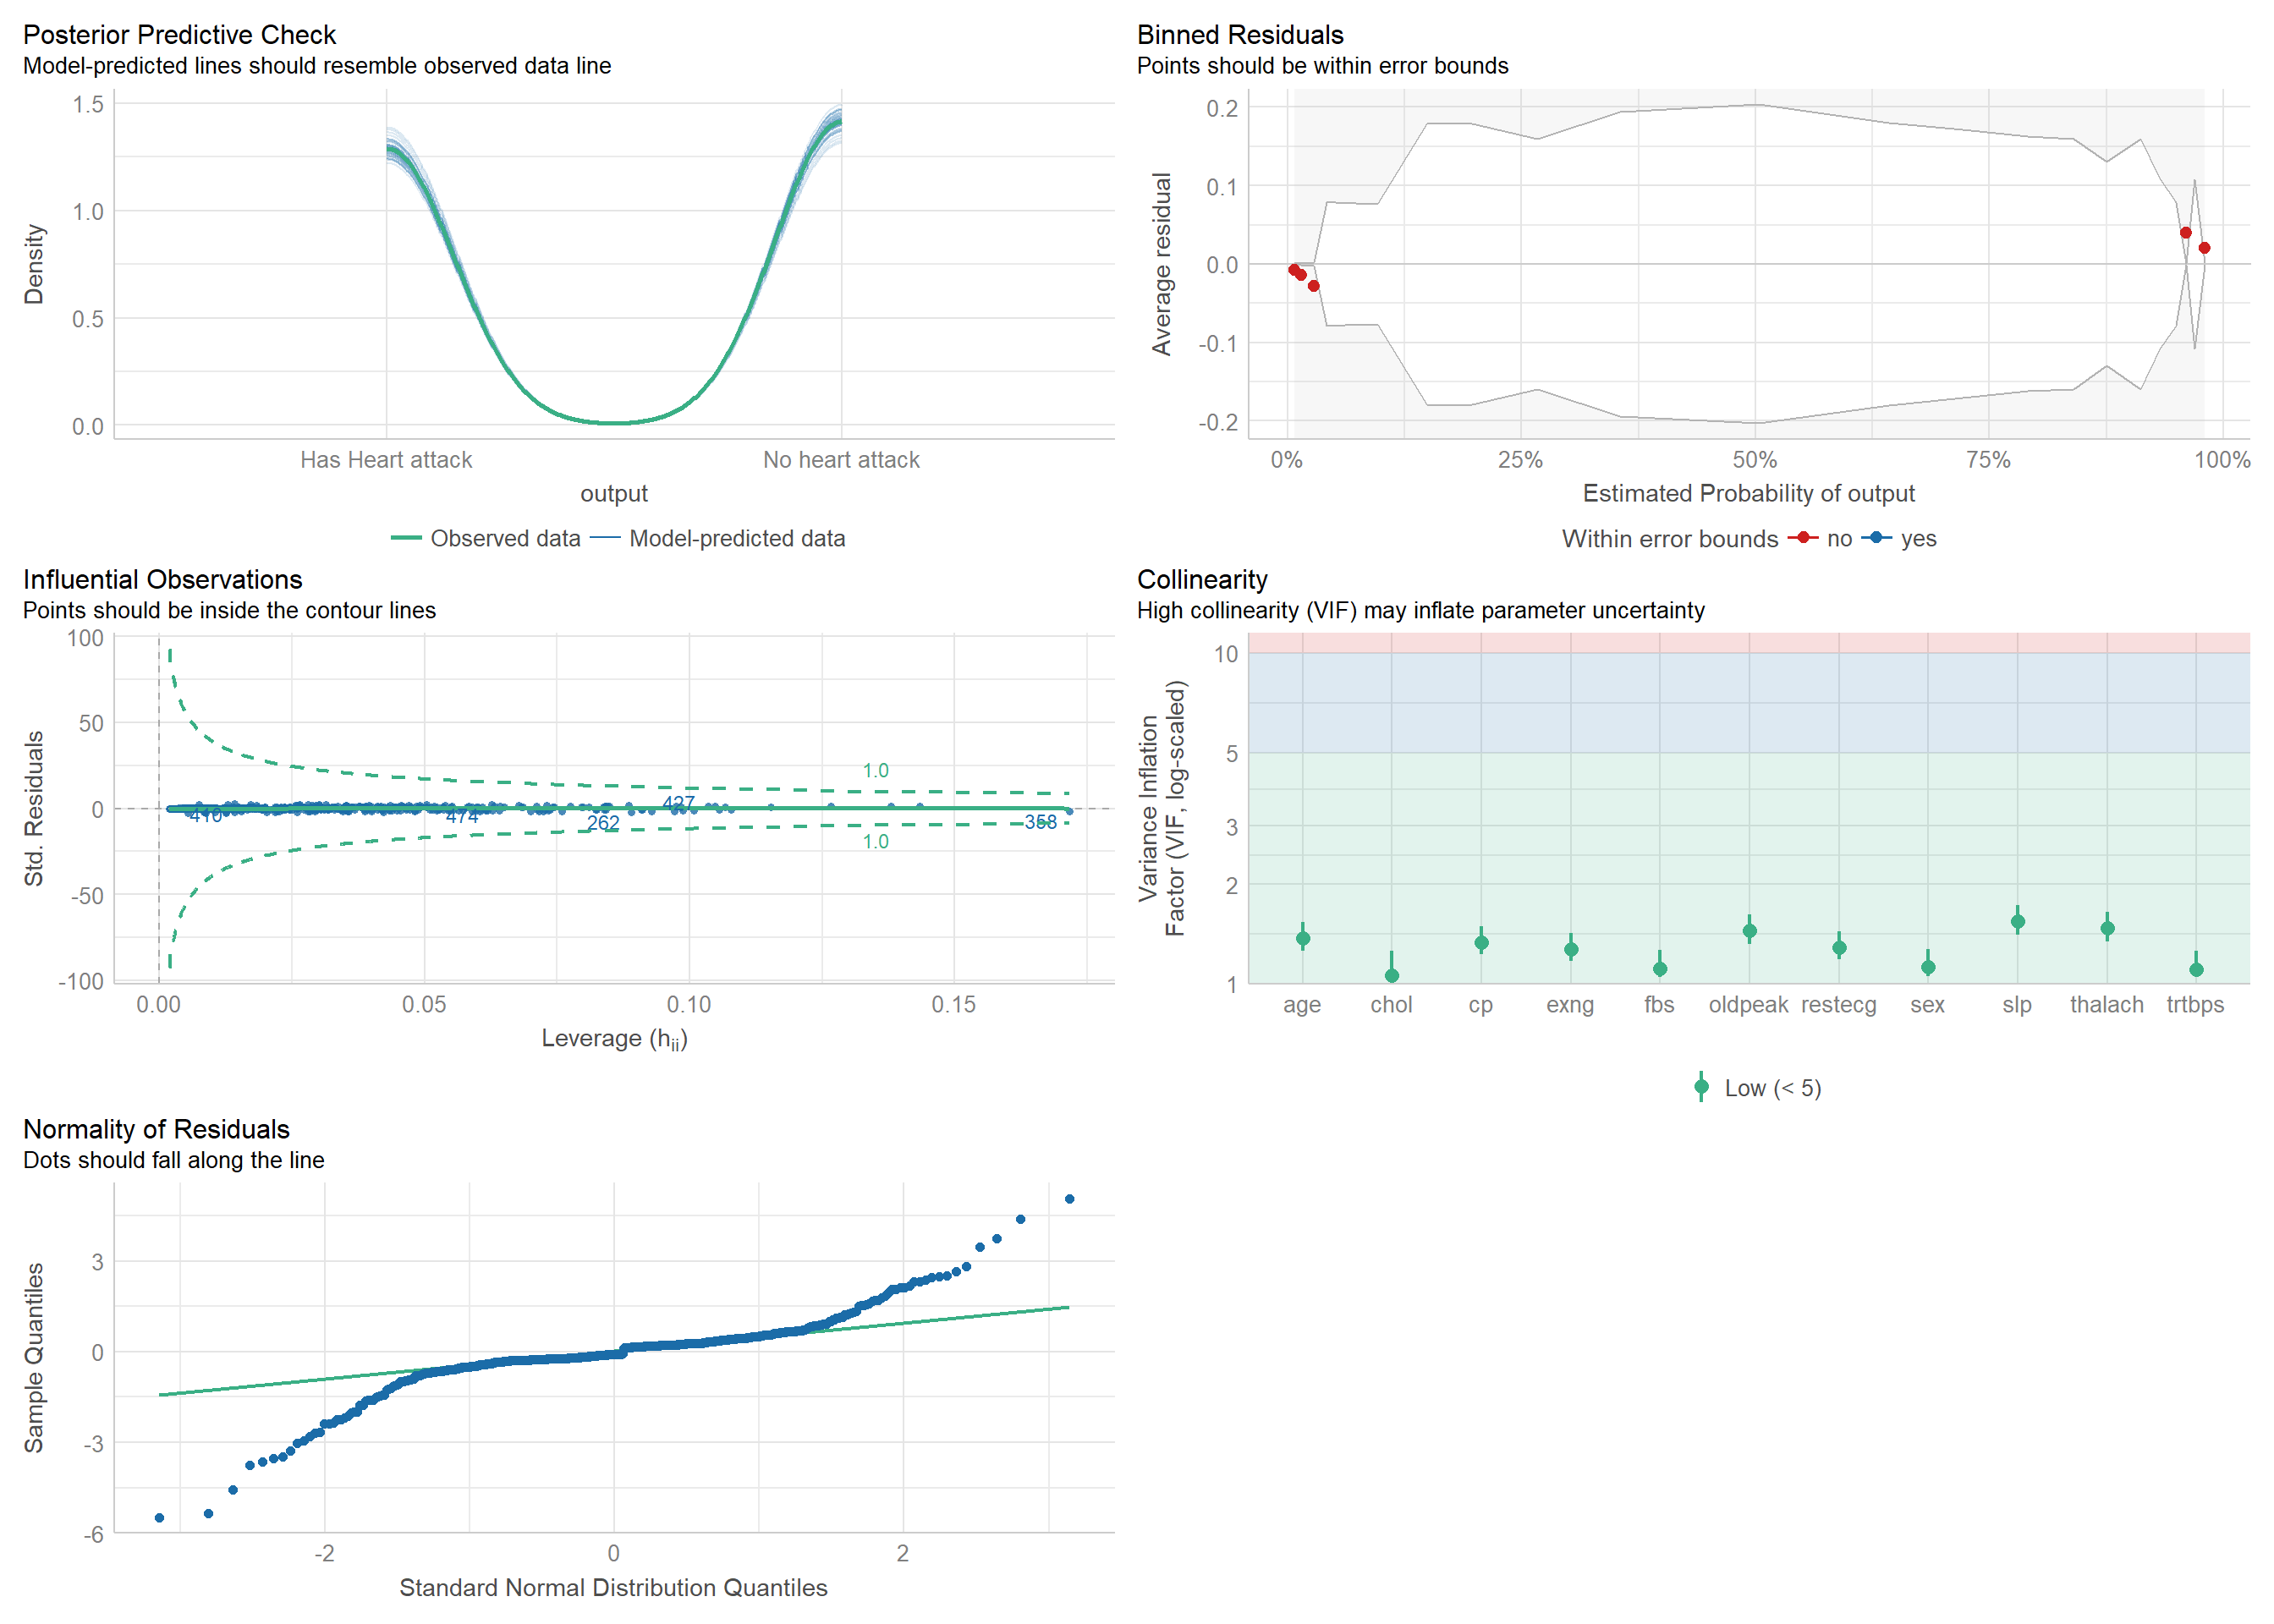 Posterior Predictive Check
Model-predicted lines should resemble observed data line
1.5
1.0
0.5
0.0
Density
Has Heart attack
No heart attack
output
Observed data
Model-predicted data
Binned Residuals
Points should be within error bounds
0.2
0.1
0.0
-0.1
-0.2
Average residual
0%
25%
50%
75%
100%
Estimated Probability of output
Within error bounds
no
yes
Influential Observations
Points should be inside the contour lines
100
50
0
-50
-100
Std. Residuals
1.0
427
410
474
262
358
1.0
0.00
0.05
0.10
0.15
Leverage (hii)
Collinearity
High collinearity (VIF) may inflate parameter uncertainty
10
5
3
2
1
Variance Inflation
Factor (VIF, log-scaled)
age
chol
cp
exng
fbs
oldpeak
restecg
sex
slp
thalach
trtbps
Low (< 5)
Normality of Residuals
Dots should fall along the line
3
0
-3
-6
Sample Quantiles
-2
0
2
Standard Normal Distribution Quantiles